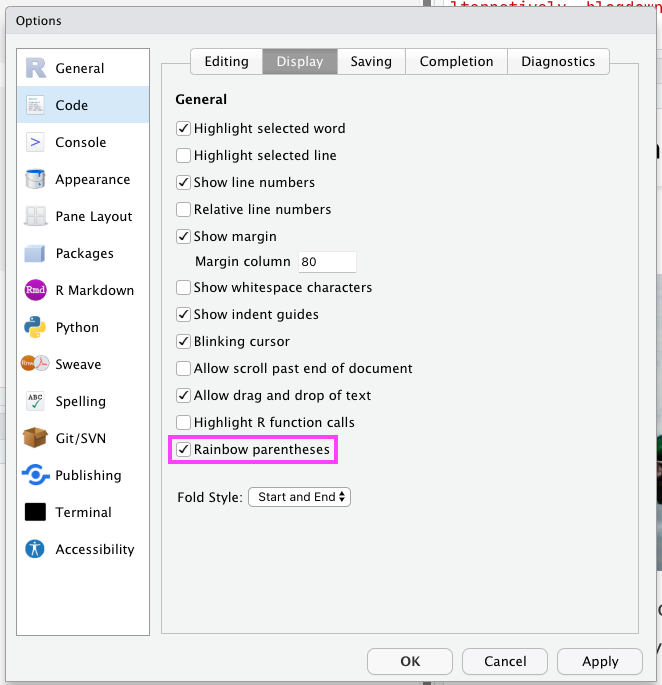 lternatively, blogdown
Options
General
Code
Console
Appearance
Pane Layout
Packages
R Markdown
Python
Sweave
Spelling
Git/SVN
Publishing
Terminal
Accessibility
Editing Display Saving Completion Diagnostics
General
Highlight selected word
Highlight selected line
Show line numbers
Relative line numbers
Show margin
Margin column 80
Show whitespace characters
Show indent guides
Blinking cursor
Allow scroll past end of document
Allow drag and drop of text
Highlight R function calls
Rainbow parentheses
Fold Style: Start and End
OK Cancel Apply